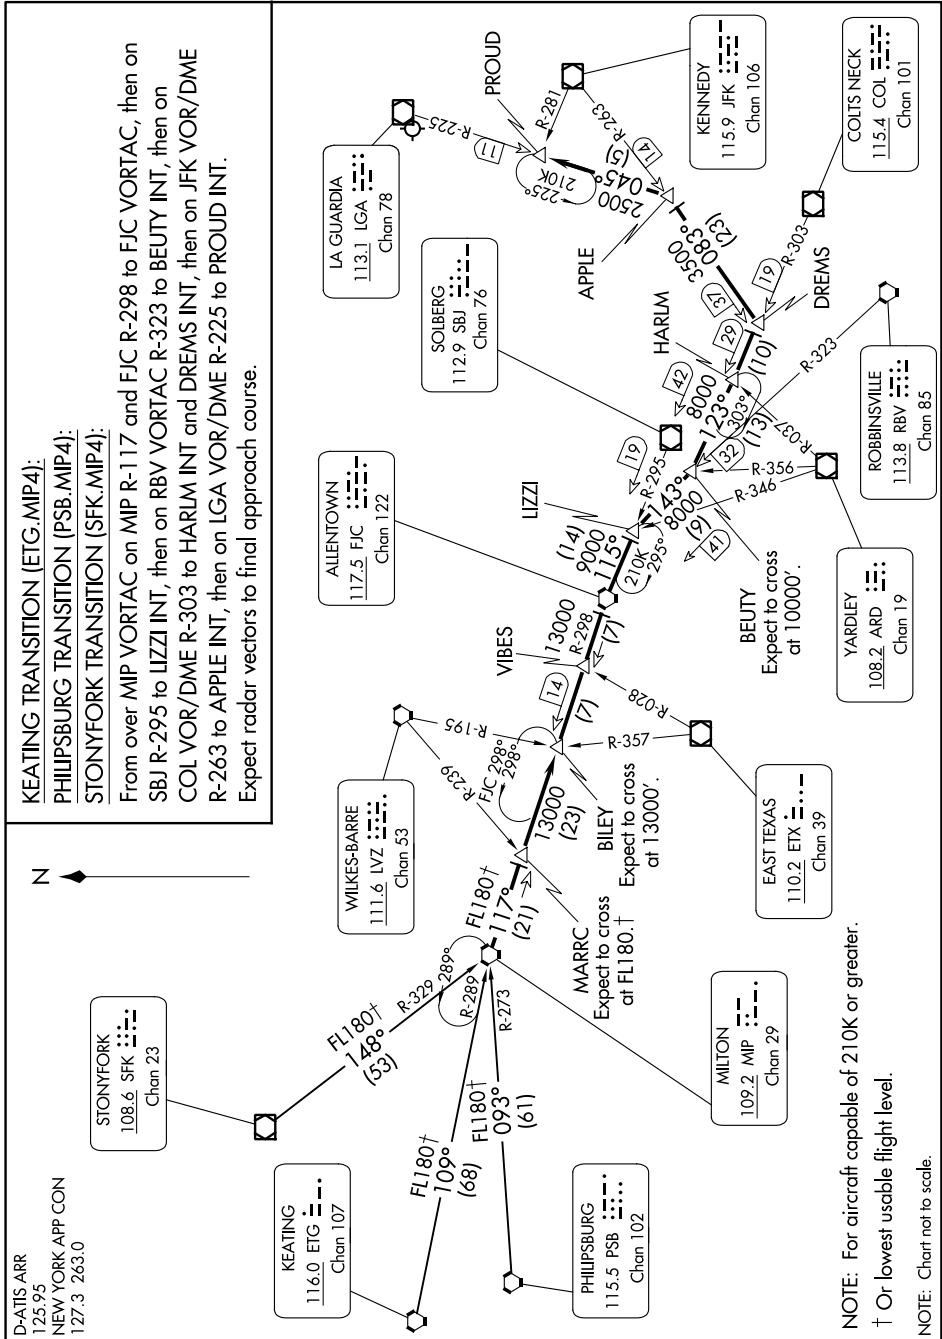 D-ATIS ARR
125.95
NEW YORK APP CON
127.3 263.0
KEATING TRANSITION (ETG.MIP4):
PHILIPSBURG TRANSITION (PSB.MIP4):
STONYFORK TRANSITION (SFK.MIP4):
From over MIP VORTAC on MIP R-117 and FJC R-298 to FJC VORTAC, then on
SBJ R-295 to LIZZI INT, then on RBV VORTAC R-323 to BEUTY INT, then on
COL VOR/DME R-303 to HARLM INT and DREMS INT, then on JFK VOR/DME
R-263 to APPLE INT, then on LGA VOR/DME R-225 to PROUD INT.
Expect radar vectors to final approach course.
N
STONYFORK
108.6 SFK
Chan 23
KEATING
116.0 ETG
Chan 107
PHILIPSBURG
115.5 PSB
Chan 102
FL180†
148°
(53)
R-329
FL180†
109°
(68)
R-289
289°
FL180†
093°
(61)
R-273
MILTON
109.2 MIP
Chan 29
FL180†
117°
(21)
MARRC
Expect to cross
at FL180.†
WILKES-BARRE
111.6 LVZ
Chan 53
R-239
R-195
FJC 298°
298°
13000
(23)
BILEY
Expect to cross
at 13000'.
EAST TEXAS
110.2 ETX
Chan 39
R-357
R-028
14
(7)
VIBES
13000
R-298
(7)
ALLENTOWN
117.5 FJC
Chan 122
LIZZI
(14)
9000
115°
210K
295°
SOLBERG
112.9 SBJ
Chan 76
R-295
19
143°
8000
(9)
41
BEUTY
Expect to cross
at 10000'.
YARDLEY
108.2 ARD
Chan 19
R-346
R-356
R-037
32
42
8000
123°
303°
(13)
HARLM
29
(10)
ROBBINSVILLE
113.8 RBV
Chan 85
R-323
DREMS
37
19
R-303
COLTS NECK
115.4 COL
Chan 101
3500
083°
(23)
APPLE
2500
045°
(5)
14
R-263
R-281
KENNEDY
115.9 JFK
Chan 106
LA GUARDIA
113.1 LGA
Chan 78
R-225
11
210K
225°
PROUD
NOTE: For aircraft capable of 210K or greater.
† Or lowest usable flight level.
NOTE: Chart not to scale.